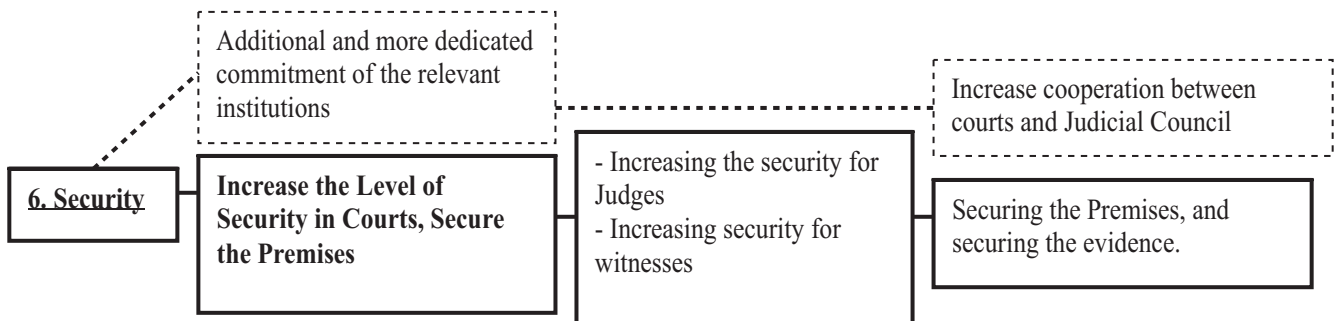 Additional and more dedicated
commitment of the relevant
institutions
Increase cooperation between
courts and Judicial Council
6. Security
Increase the Level of
Security in Courts, Secure
the Premises
- Increasing the security for
Judges
- Increasing security for
witnesses
Securing the Premises, and
securing the evidence.